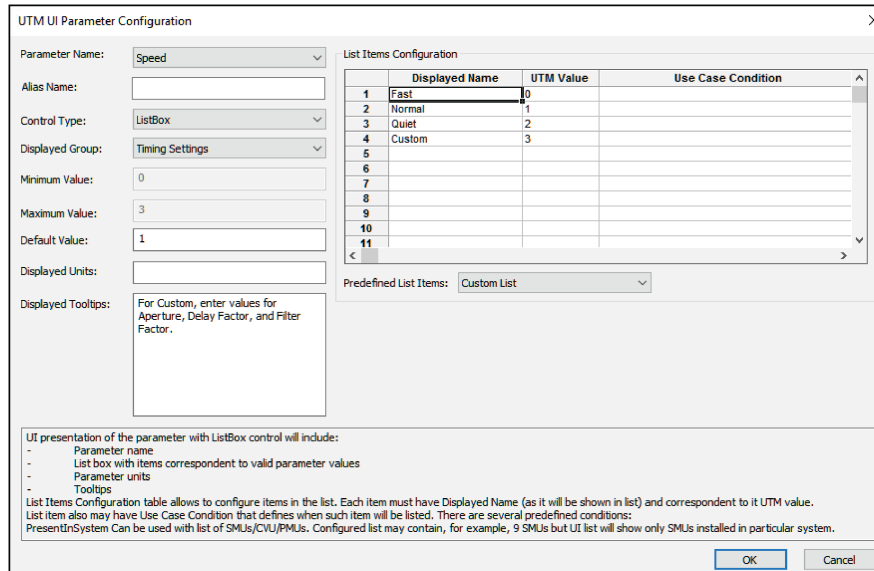 UTM UI Parameter Configuration
Parameter Name:
Speed
Alias Name:
Control Type:
ListBox
Displayed Group:
Timing Settings
Minimum Value:
0
Maximum Value:
3
Default Value:
1
Displayed Units:
Displayed Tooltips:
For Custom, enter values for
Aperture, Delay Factor, and Filter
Factor.
List Items Configuration
Displayed Name UTM Value Use Case Condition
1 Fast 0
2 Normal 1
3 Quiet 2
4 Custom 3
5
6
7
8
9
10
11
Predefined List Items: Custom List
UI presentation of the parameter with ListBox control will include:
- Parameter name
- List box with items correspondent to valid parameter values
- Parameter units
- Tooltips
List Items Configuration table allows to configure items in the list. Each item must have Displayed Name (as it will be shown in list) and correspondent to it UTM value.
List item also may have Use Case Condition that defines when such item will be listed. There are several predefined conditions:
PresentInSystem Can be used with list of SMUs/CVU/PMUs. Configured list may contain, for example, 9 SMUs but UI list will show only SMUs installed in particular system.
OK Cancel